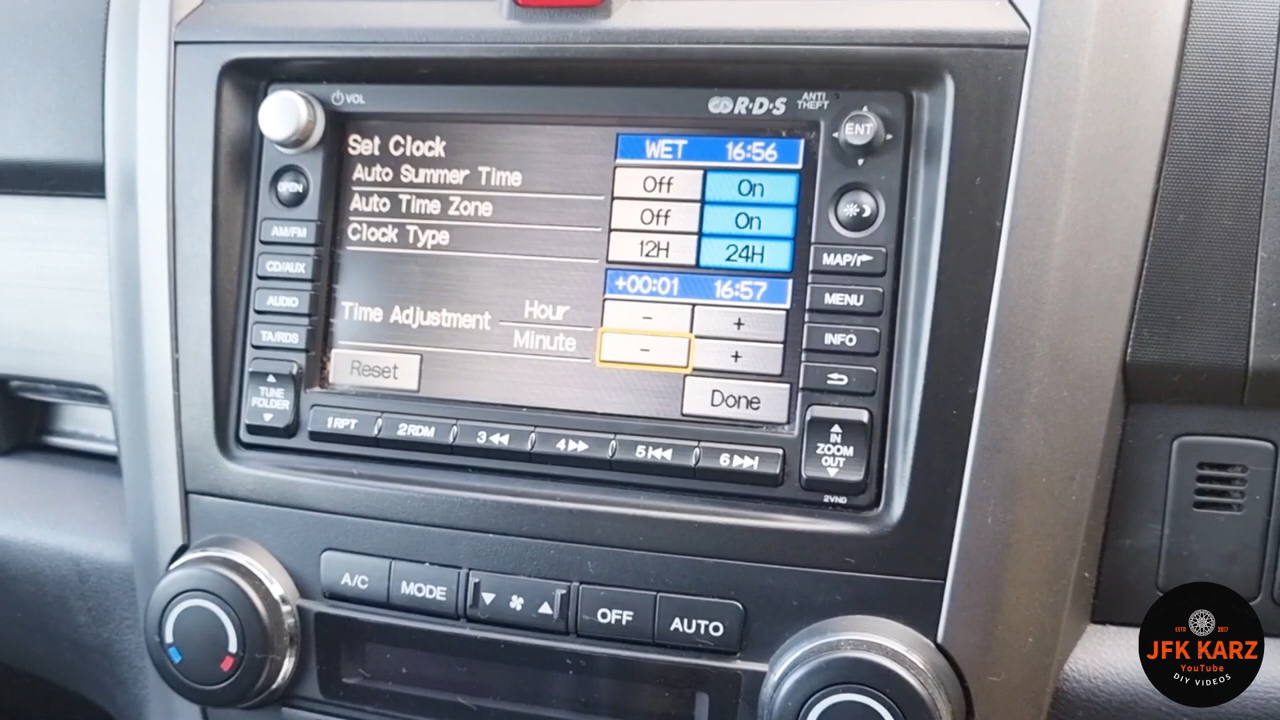 VOL
R·D·S
ANTI
THEFT
ENT
OPEN
AM/FM
CD/AUX
AUDIO
TA/RDS
TUNE
FOLDER
Set Clock
WET 16:56
Auto Summer Time Off On
Auto Time Zone Off On
Clock Type 12H 24H
+00:01 16:57
Time Adjustment Hour - +
Minute - +
Reset
Done
MAP/
MENU
INFO
IN
ZOOM
OUT
2VND
1RPT 2RDM 3 4 5 6
A/C MODE OFF AUTO
ESTD 2017
JFK KARZ
YouTube
DIY VIDEOS